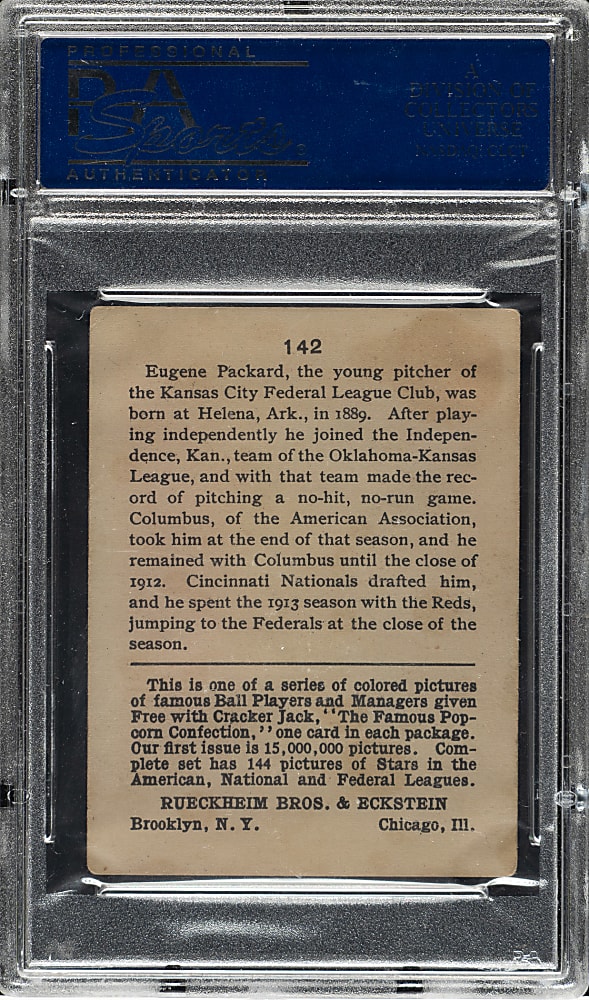 PROFESSIONAL
PSA
Sports
AUTHENTICATOR
A
DIVISION OF
COLLECTORS
UNIVERSE
NASDAQ: CLCT
142
Eugene Packard, the young pitcher of
the Kansas City Federal League Club, was
born at Helena, Ark., in 1889. After play-
ing independently he joined the Indepen-
dence, Kan., team of the Oklahoma-Kansas
League, and with that team made the rec-
ord of pitching a no-hit, no-run game.
Columbus, of the American Association,
took him at the end of that season, and he
remained with Columbus until the close of
1912. Cincinnati Nationals drafted him,
and he spent the 1913 season with the Reds,
jumping to the Federals at the close of the
season.
This is one of a series of colored pictures
of famous Ball Players and Managers given
Free with Cracker Jack, "The Famous Pop-
corn Confection," one card in each package.
Our first issue is 15,000,000 pictures. Com-
plete set has 144 pictures of Stars in the
American, National and Federal Leagues.
RUECKHEIM BROS. & ECKSTEIN
Brooklyn, N. Y. Chicago, Ill.
PSA